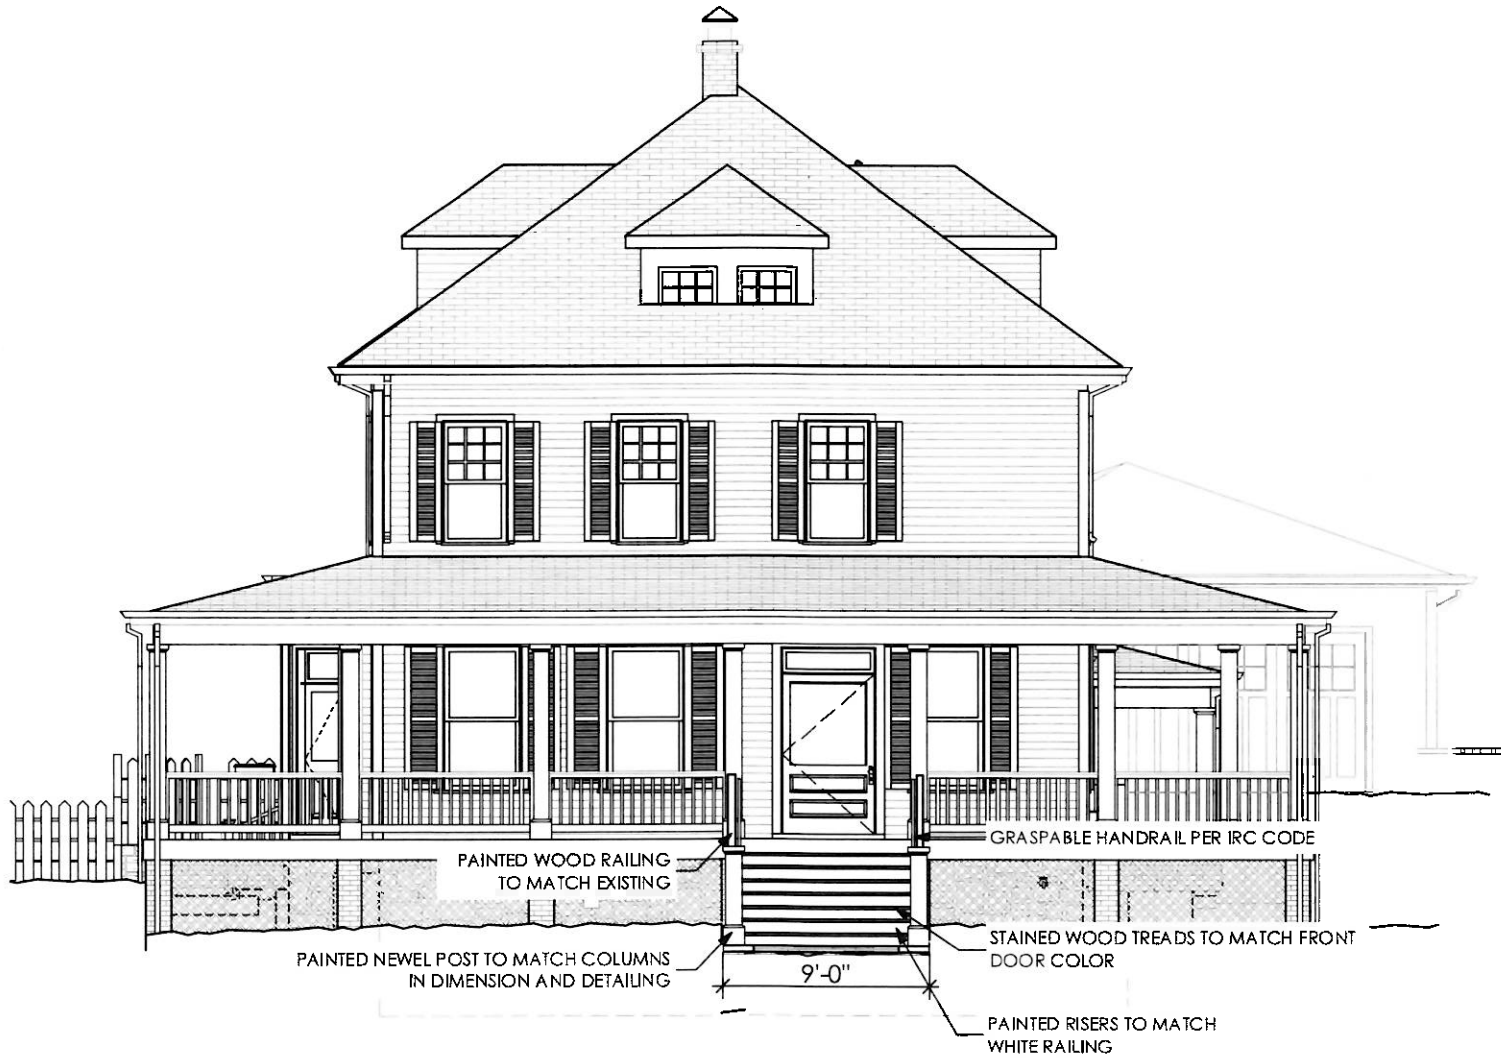 GRASPABLE HANDRAIL PER IRC CODE
PAINTED WOOD RAILING
TO MATCH EXISTING
STAINED WOOD TREADS TO MATCH FRONT
DOOR COLOR
PAINTED NEWEL POST TO MATCH COLUMNS
IN DIMENSION AND DETAILING
9'-0"
PAINTED RISERS TO MATCH
WHITE RAILING